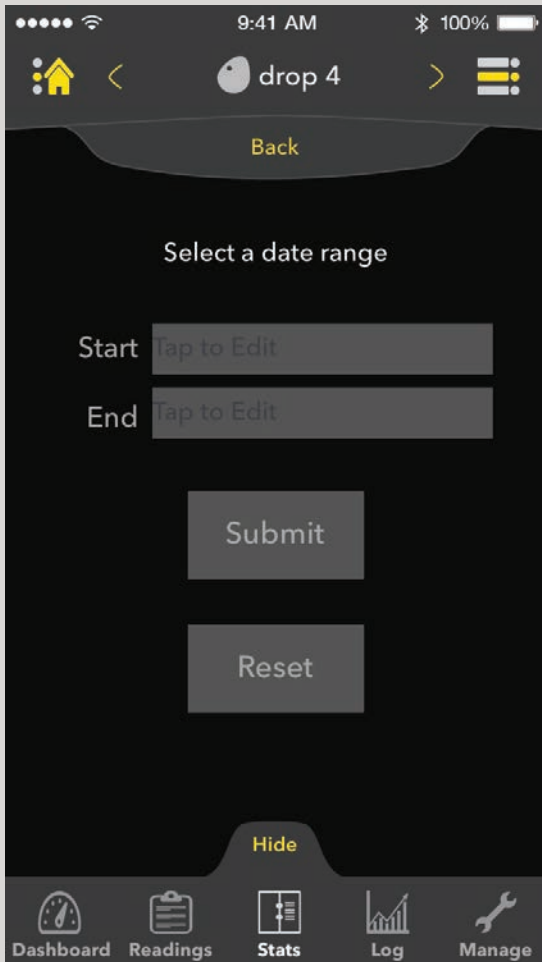 9:41 AM 100%
drop 4
Back
Select a date range
Start Tap to Edit
End Tap to Edit
Submit
Reset
Hide
Dashboard Readings Stats Log Manage